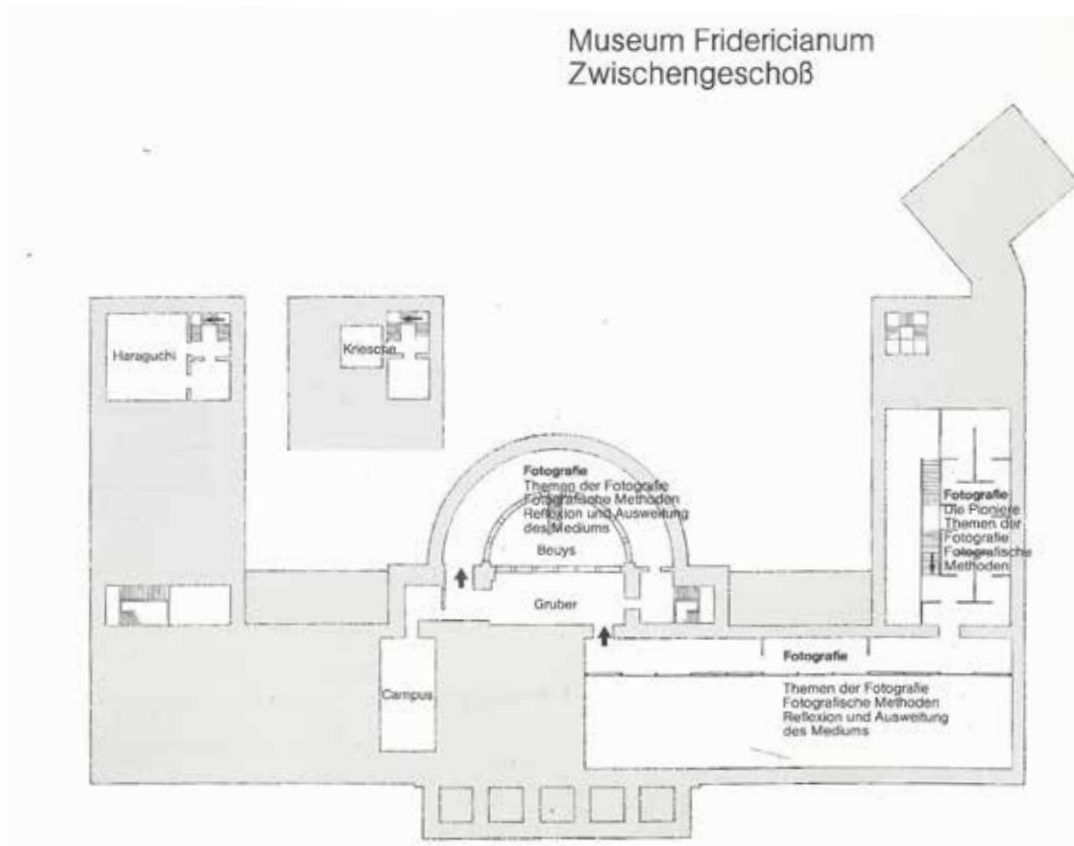 Museum Fridericianum
Zwischengeschoß
Haraguchi
Kriesche
Fotografie
Themen der Fotografie
Fotografische Methoden
Reflexion und Ausweitung
des Mediums
Beuys
Gruber
Campus
Fotografie
Die Pioniere
Themen der
Fotografie
Fotografische
Methoden
Fotografie
Themen der Fotografie
Fotografische Methoden
Reflexion und Ausweitung
des Mediums